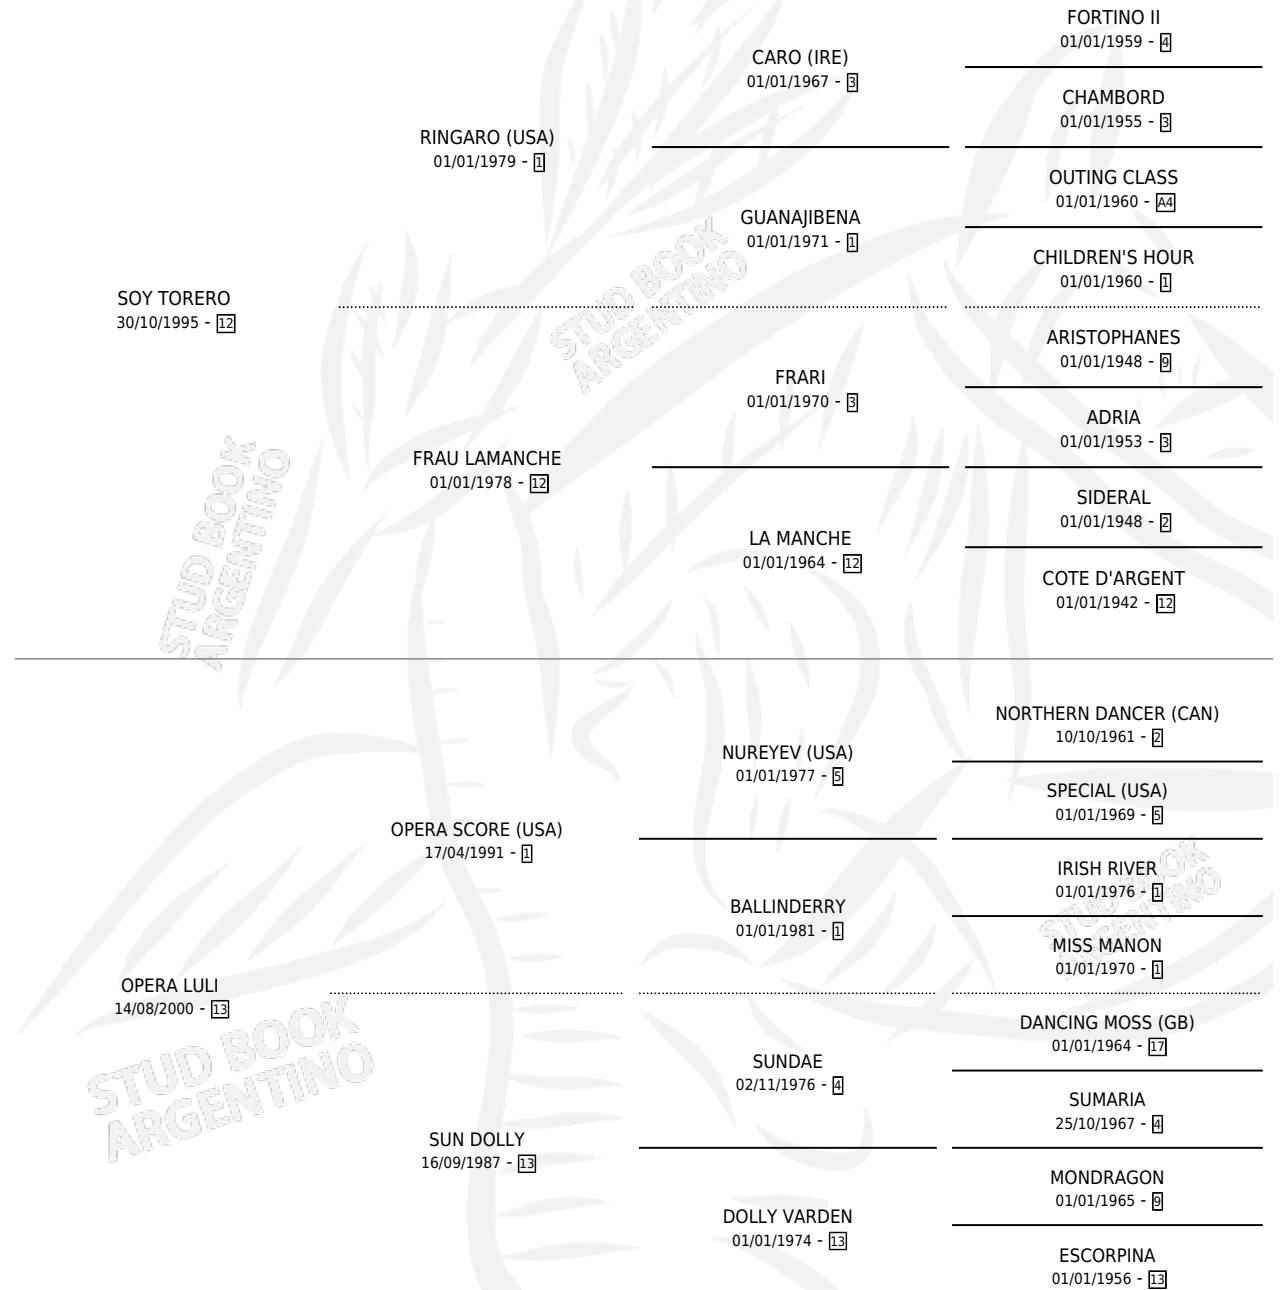 FORTINO II
01/01/1959 - 4
CARO (IRE)
01/01/1967 - 3
CHAMBORD
01/01/1955 - 3
RINGARO (USA)
01/01/1979 - 1
OUTING CLASS
01/01/1960 - A4
GUANAJIBENA
01/01/1971 - 1
CHILDREN'S HOUR
01/01/1960 - 1
SOY TORERO
30/10/1995 - 12
ARISTOPHANES
01/01/1948 - 9
FRARI
01/01/1970 - 3
ADRIA
01/01/1953 - 3
FRAU LAMANCHE
01/01/1978 - 12
SIDERAL
01/01/1948 - 2
LA MANCHE
01/01/1964 - 12
COTE D'ARGENT
01/01/1942 - 12
NORTHERN DANCER (CAN)
10/10/1961 - 2
NUREYEV (USA)
01/01/1977 - 5
SPECIAL (USA)
01/01/1969 - 5
OPERA SCORE (USA)
17/04/1991 - 1
IRISH RIVER
01/01/1976 - 1
BALLINDERRY
01/01/1981 - 1
MISS MANON
01/01/1970 - 1
OPERA LULI
14/08/2000 - 13
DANCING MOSS (GB)
01/01/1964 - 17
SUNDAE
02/11/1976 - 4
SUMARIA
25/10/1967 - 4
SUN DOLLY
16/09/1987 - 13
MONDRAGON
01/01/1965 - 9
DOLLY VARDEN
01/01/1974 - 13
ESCORPINA
01/01/1956 - 13
STUD BOOK
ARGENTINO
STUD BOOK
ARGENTINO
STUD BOOK
ARGENTINO
STUD BOOK
ARGENTINO